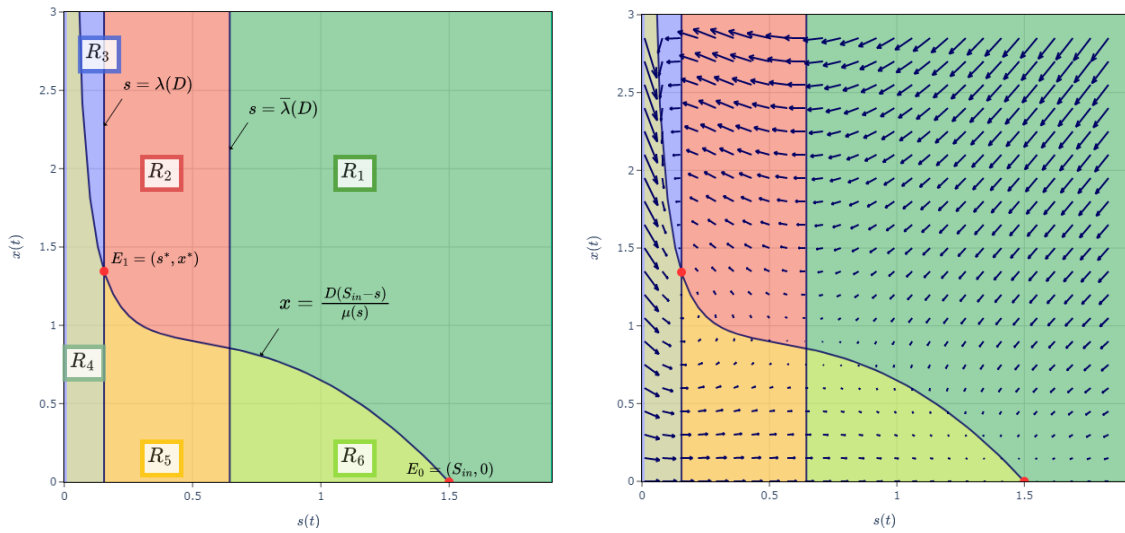 3
2.5
2
1.5
1
0.5
0
x(t)
R₃
s = λ(D)
s = λ̅(D)
R₂
R₁
E₁ = (s*, x*)
x = D(Sᵢₙ−s)/μ(s)
R₄
R₅
R₆
E₀ = (Sᵢₙ, 0)
0
0.5
1
1.5
s(t)
3
2.5
2
1.5
1
0.5
0
x(t)
0
0.5
1
1.5
s(t)